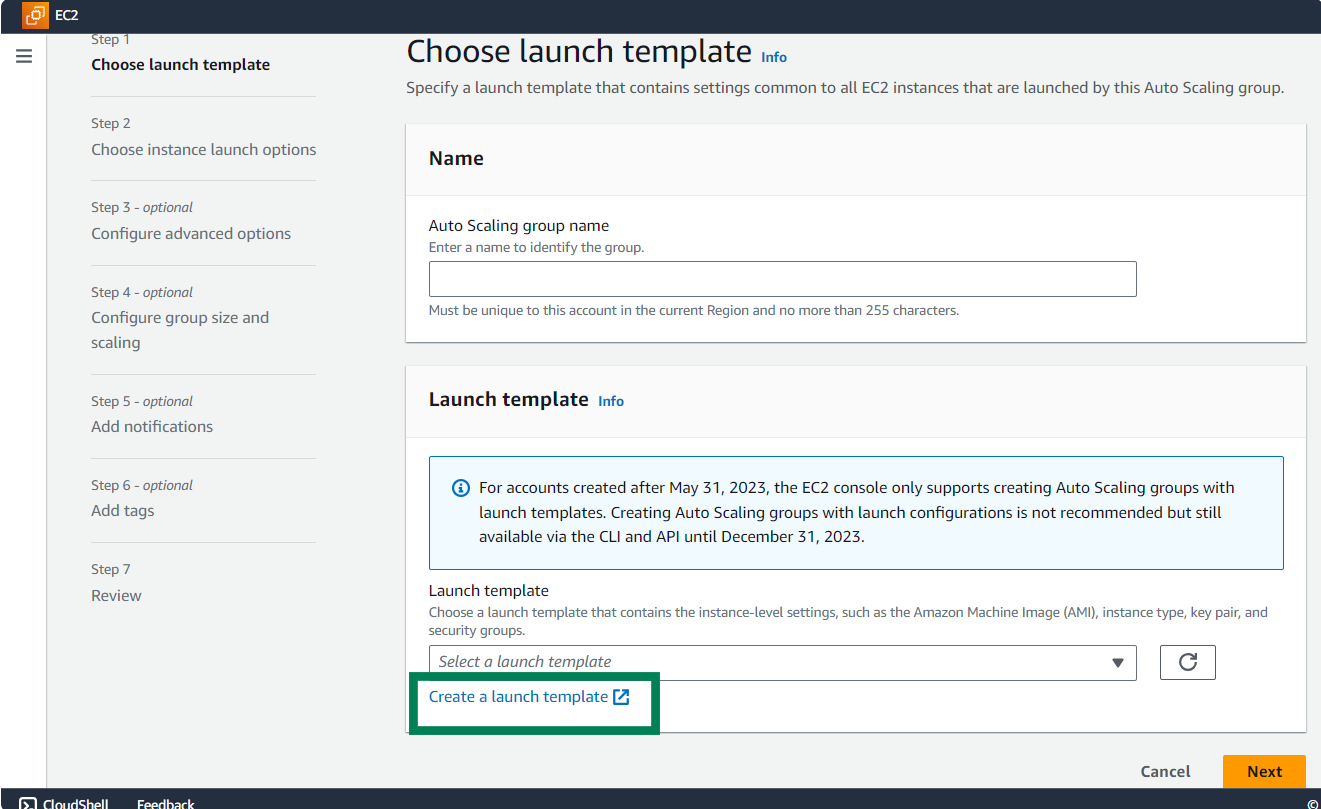 EC2
Step 1
Choose launch template
Step 2
Choose instance launch options
Step 3 - optional
Configure advanced options
Step 4 - optional
Configure group size and
scaling
Step 5 - optional
Add notifications
Step 6 - optional
Add tags
Step 7
Review
Choose launch template Info
Specify a launch template that contains settings common to all EC2 instances that are launched by this Auto Scaling group.
Name
Auto Scaling group name
Enter a name to identify the group.
Must be unique to this account in the current Region and no more than 255 characters.
Launch template Info
For accounts created after May 31, 2023, the EC2 console only supports creating Auto Scaling groups with
launch templates. Creating Auto Scaling groups with launch configurations is not recommended but still
available via the CLI and API until December 31, 2023.
Launch template
Choose a launch template that contains the instance-level settings, such as the Amazon Machine Image (AMI), instance type, key pair, and
security groups.
Select a launch template
Create a launch template
Cancel Next
CloudShell Feedback ©